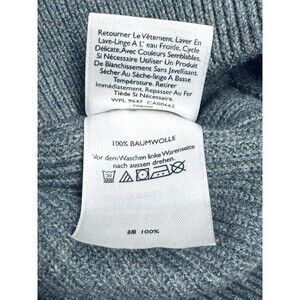 Retourner Le Vêtement. Laver En
Lave-Linge A L' eau Froide, Cycle
Délicate, Avec Couleurs Semblables,
Si Nécessaire Utiliser Un Produit
De Blanchissement Sans Javellisant,
Sécher Au Sèche-linge A Basse
Température, Retirer
Immédiatement. Repasser Au Fer
Tiède Si Nécessaire.
WPL 9647 CA00465
100% BAUMWOLLE
Vor dem Waschen linke Warenseite
nach aussen drehen.
100%